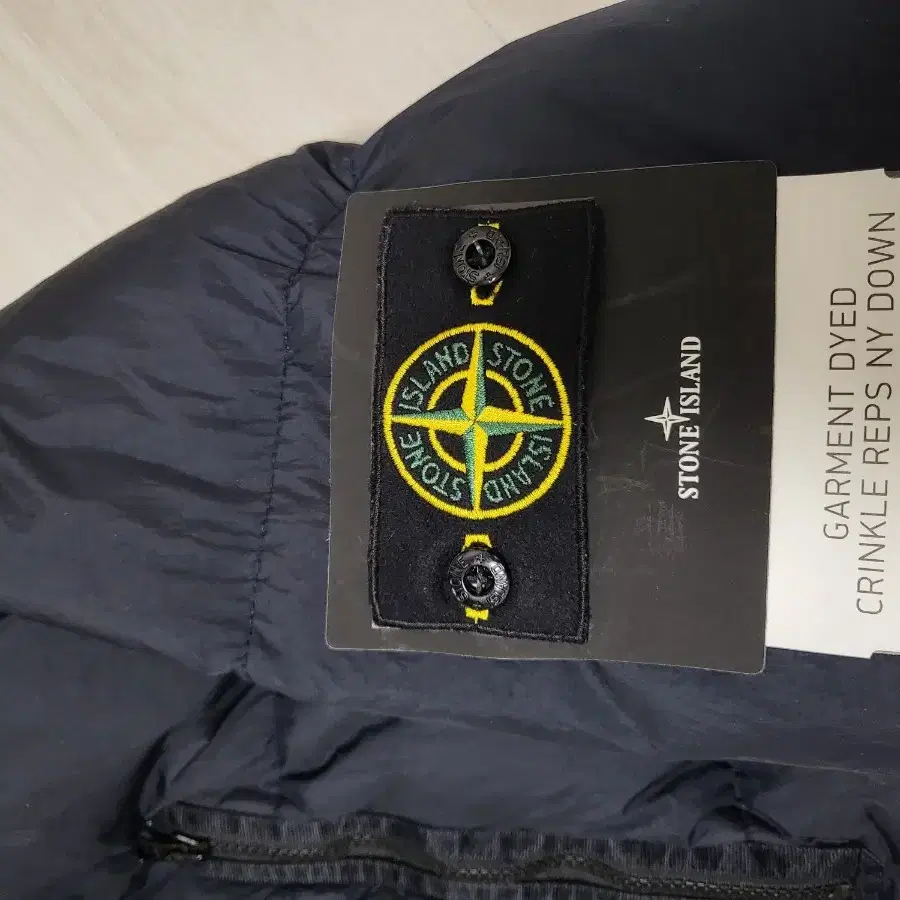 STONE ISLAND
STONE ISLAND
STONE ISLAND
GARMENT DYED
CRINKLE REPS NY DOWN